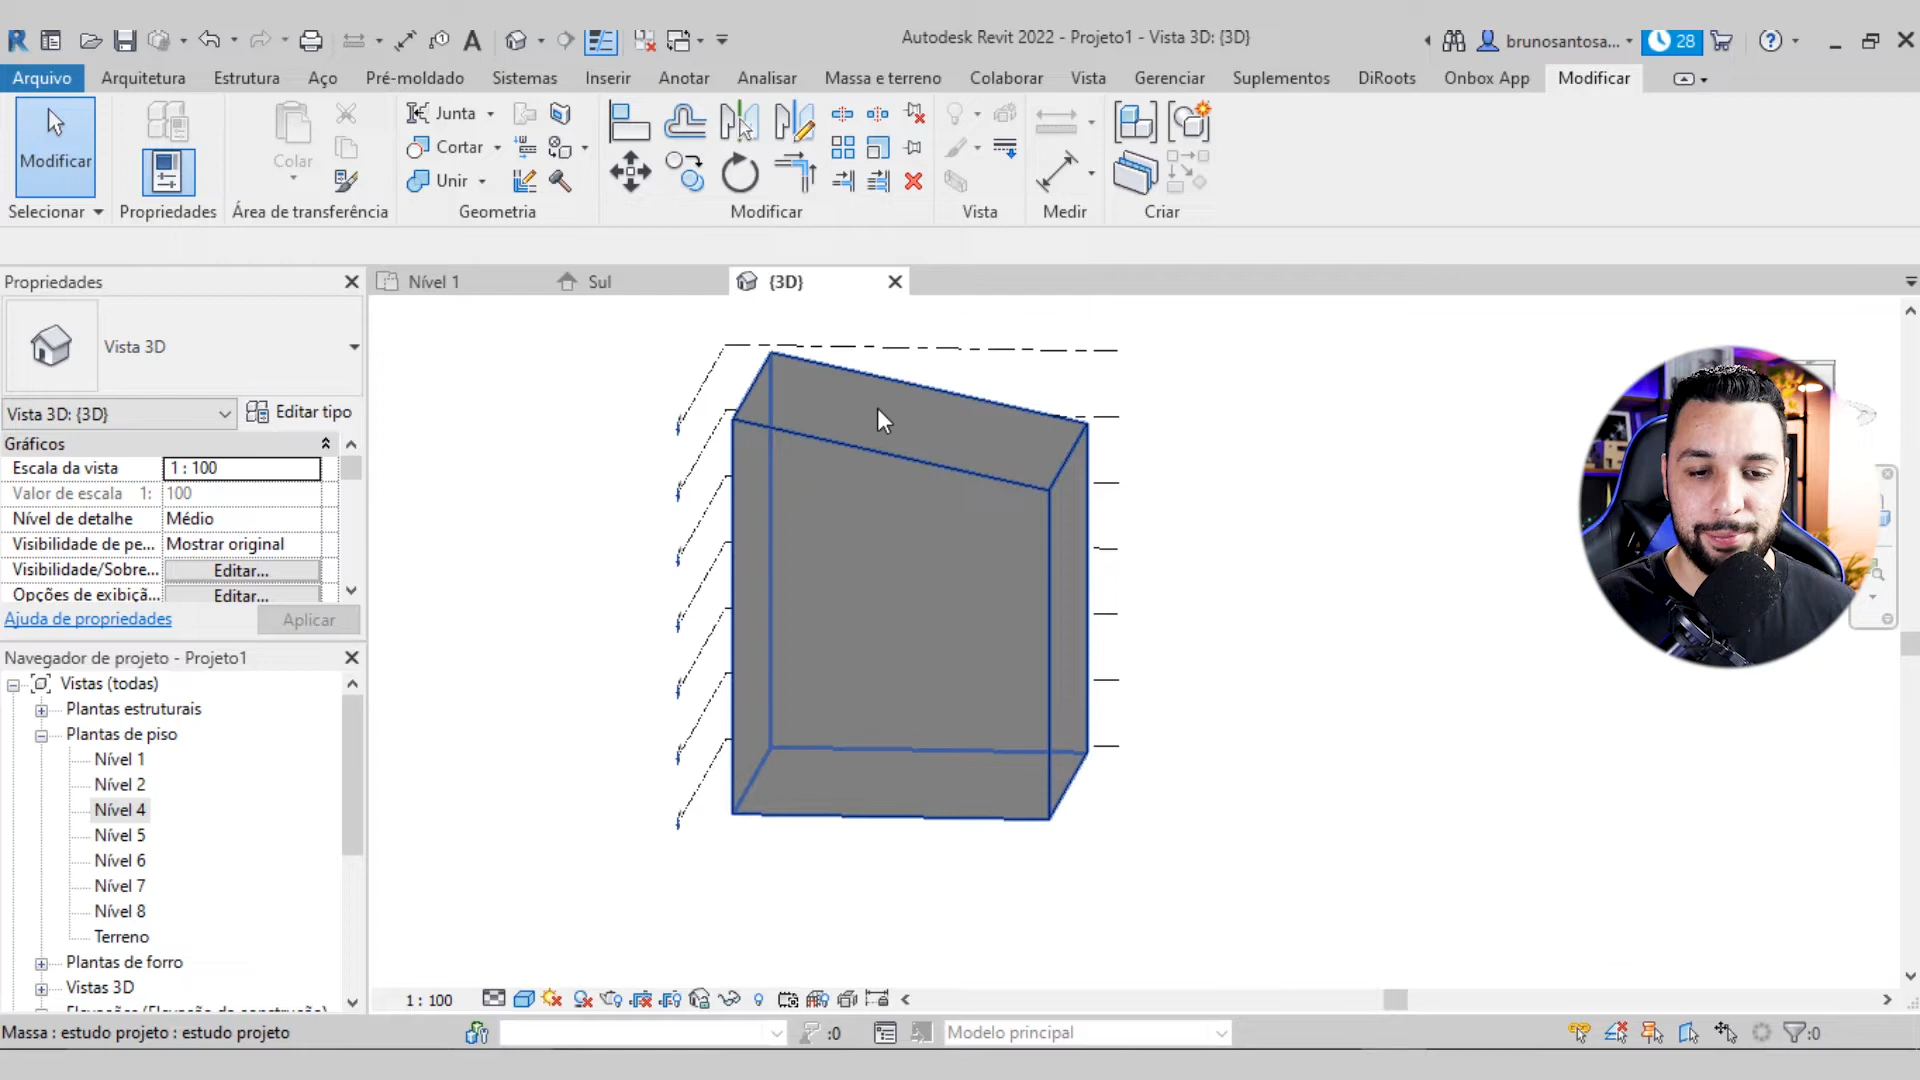 Autodesk Revit 2022 - Projeto1 - Vista 3D: {3D}
brunosantosa...
28
Arquivo Arquitetura Estrutura Aço Pré-moldado Sistemas Inserir Anotar Analisar Massa e terreno Colaborar Vista Gerenciar Suplementos DiRoots Onbox App Modificar
Modificar
Colar
Junta
Cortar
Unir
Selecionar Propriedades Área de transferência Geometria Modificar Vista Medir Criar
Propriedades
Nível 1 Sul {3D}
Vista 3D
Vista 3D: {3D} Editar tipo
Gráficos
Escala da vista 1 : 100
Valor de escala 1: 100
Nível de detalhe Médio
Visibilidade de pe... Mostrar original
Visibilidade/Sobre... Editar...
Opções de exibiçã... Editar...
Ajuda de propriedades Aplicar
Navegador de projeto - Projeto1
Vistas (todas)
Plantas estruturais
Plantas de piso
Nível 1
Nível 2
Nível 4
Nível 5
Nível 6
Nível 7
Nível 8
Terreno
Plantas de forro
Vistas 3D
Elevações (Elevação de construção)
1 : 100
Massa : estudo projeto : estudo projeto
:0
Modelo principal
:0